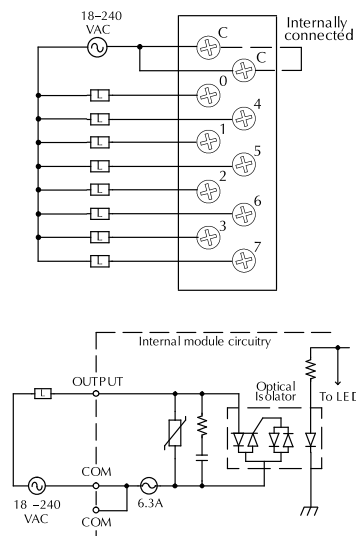 18–240
VAC
Internally
connected
C
C
L
0
L
4
L
1
L
5
L
2
L
6
L
3
L
7
Internal module circuitry
OUTPUT
Optical
Isolator
L
To LED
COM
18 –240
VAC
6.3A
COM